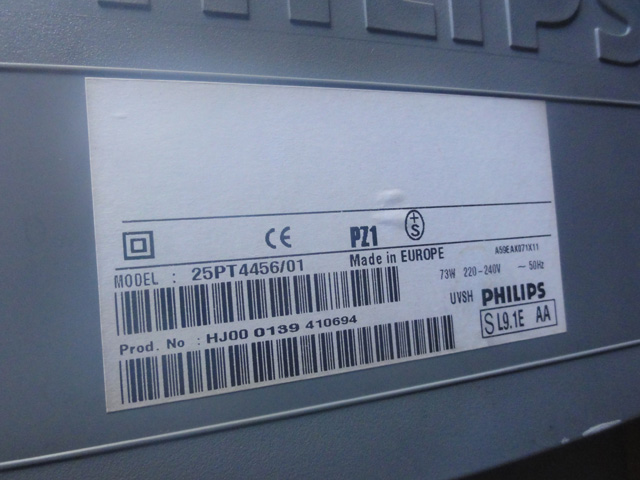 PHILIPS
CE PZ1 +S
MODEL : 25PT4456/01 Made in EUROPE A59EAK071X11
73W 220-240V ~ 50Hz
UVSH PHILIPS
Prod. No : HJ00 0139 410694
S L9.1E AA